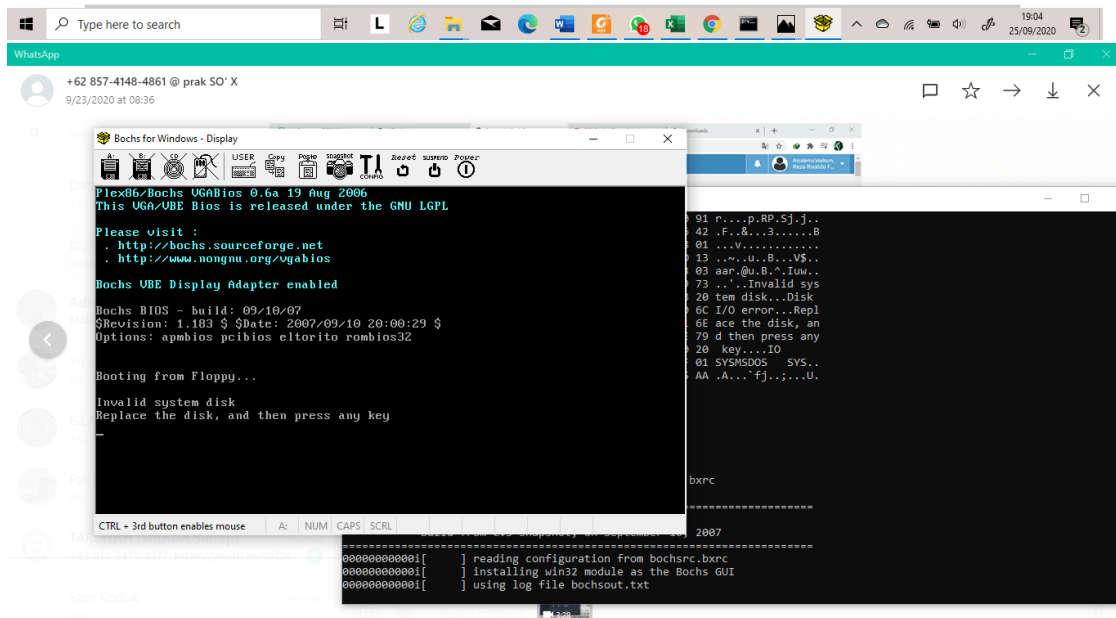 Type here to search
L
18
19:04
25/09/2020
2
WhatsApp
+62 857-4148-4861 @ prak SO' X
9/23/2020 at 08:36
Bochs for Windows - Display
A: B: CD USER Copy Paste snapshot CONFIG Reset SUSPEND Power
Plex86/Bochs VGABios 0.6a 19 Aug 2006
This VGA/VBE Bios is released under the GNU LGPL
Please visit :
. http://bochs.sourceforge.net
. http://www.nongnu.org/vgabios
Bochs VBE Display Adapter enabled
Bochs BIOS - build: 09/10/07
$Revision: 1.183 $ $Date: 2007/09/10 20:00:29 $
Options: apmbios pcibios eltorito rombios32
Booting from Floppy...
Invalid system disk
Replace the disk, and then press any key
CTRL + 3rd button enables mouse A: NUM CAPS SCRL
91 r....p.RP.Sj.j..
42 .F..&...3......B
01 ...v............
13 ..~..u..B...V$..
03 aar.@u.B.^.Iuw..
73 ..'..Invalid sys
20 tem disk...Disk
6C I/O error...Repl
6E ace the disk, an
79 d then press any
20 key....IO
01 SYSMSDOS SYS..
AA .A...`fj..;...U.
bxrc
2007
========================================================================
00000000000i[ ] reading configuration from bochsrc.bxrc
00000000000i[ ] installing win32 module as the Bochs GUI
00000000000i[ ] using log file bochsout.txt
Sam Kodok
3:28